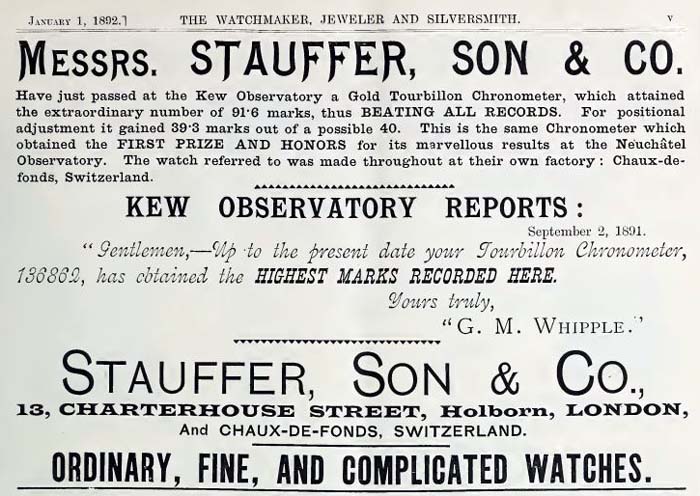 JANUARY 1, 1892.] THE WATCHMAKER, JEWELER AND SILVERSMITH. v
MESSRS. STAUFFER, SON & CO.
Have just passed at the Kew Observatory a Gold Tourbillon Chronometer, which attained
the extraordinary number of 91·6 marks, thus BEATING ALL RECORDS. For positional
adjustment it gained 39·3 marks out of a possible 40. This is the same Chronometer which
obtained the FIRST PRIZE AND HONORS for its marvellous results at the Neuchâtel
Observatory. The watch referred to was made throughout at their own factory : Chaux-de-
fonds, Switzerland.
KEW OBSERVATORY REPORTS :
September 2, 1891.
"Gentlemen,—Up to the present date your Tourbillon Chronometer,
136862, has obtained the HIGHEST MARKS RECORDED HERE.
Yours truly,
"G. M. WHIPPLE."
STAUFFER, SON & CO.,
13, CHARTERHOUSE STREET, Holborn, LONDON,
And CHAUX-DE-FONDS, SWITZERLAND.
ORDINARY, FINE, AND COMPLICATED WATCHES.